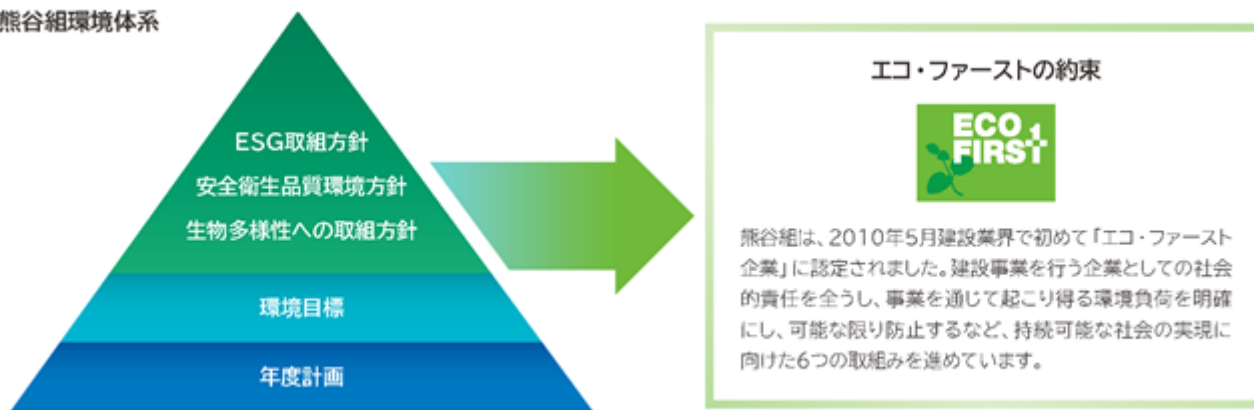 熊谷組環境体系
ESG取組方針
安全衛生品質環境方針
生物多様性への取組方針
環境目標
年度計画
エコ・ファーストの約束
ECO
FIRST
熊谷組は、2010年5月建設業界で初めて「エコ・ファースト
企業」に認定されました。建設事業を行う企業としての社会
的責任を全うし、事業を通じて起こり得る環境負荷を明確
にし、可能な限り防止するなど、持続可能な社会の実現に
向けた6つの取組みを進めています。